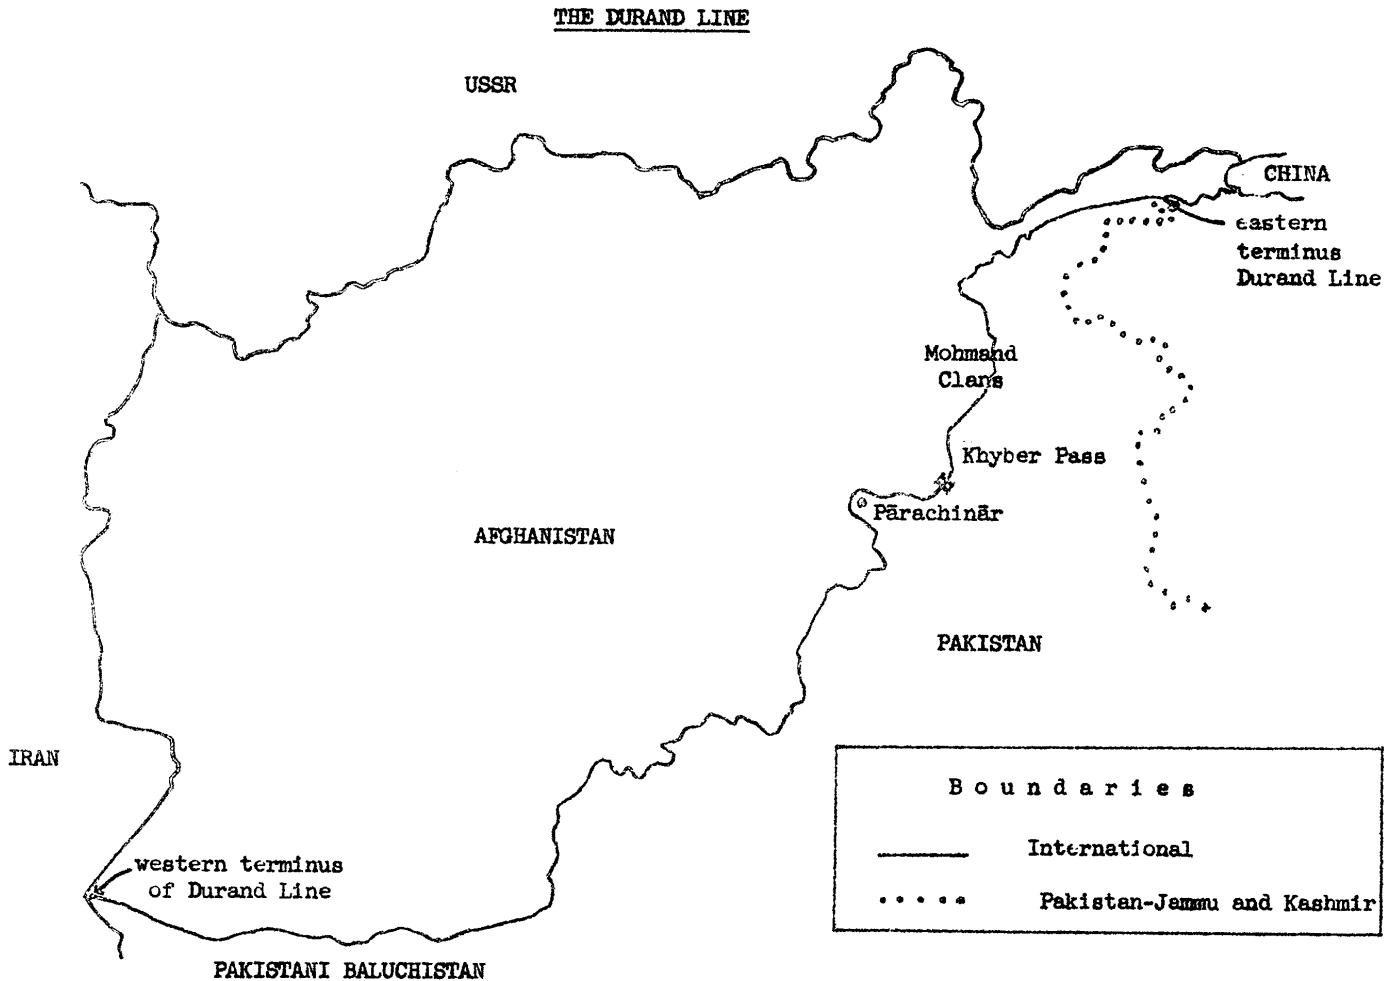 THE DURAND LINE
USSR
CHINA
eastern
terminus
Durand Line
Mohmand
Clans
Khyber Pass
Pārachinār
AFGHANISTAN
PAKISTAN
IRAN
western terminus
of Durand Line
PAKISTANI BALUCHISTAN
Boundaries
International
Pakistan-Jammu and Kashmir